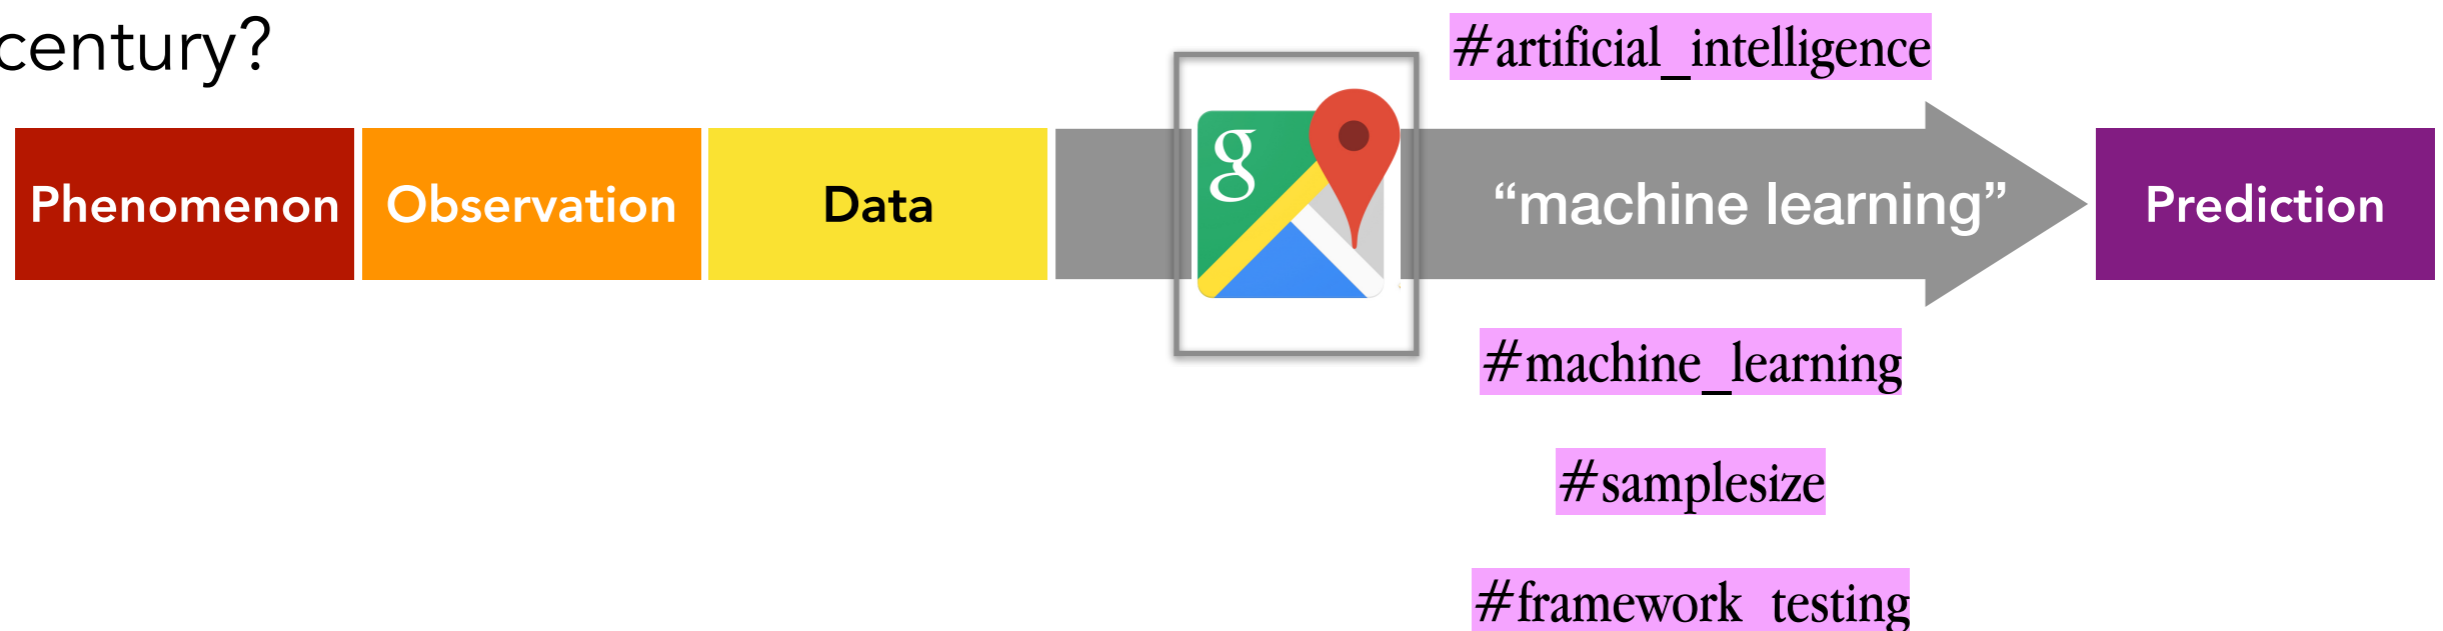 century?
#artificial_intelligence
Phenomenon
Observation
Data
g
“machine learning”
Prediction
#machine_learning
#samplesize
#framework_testing